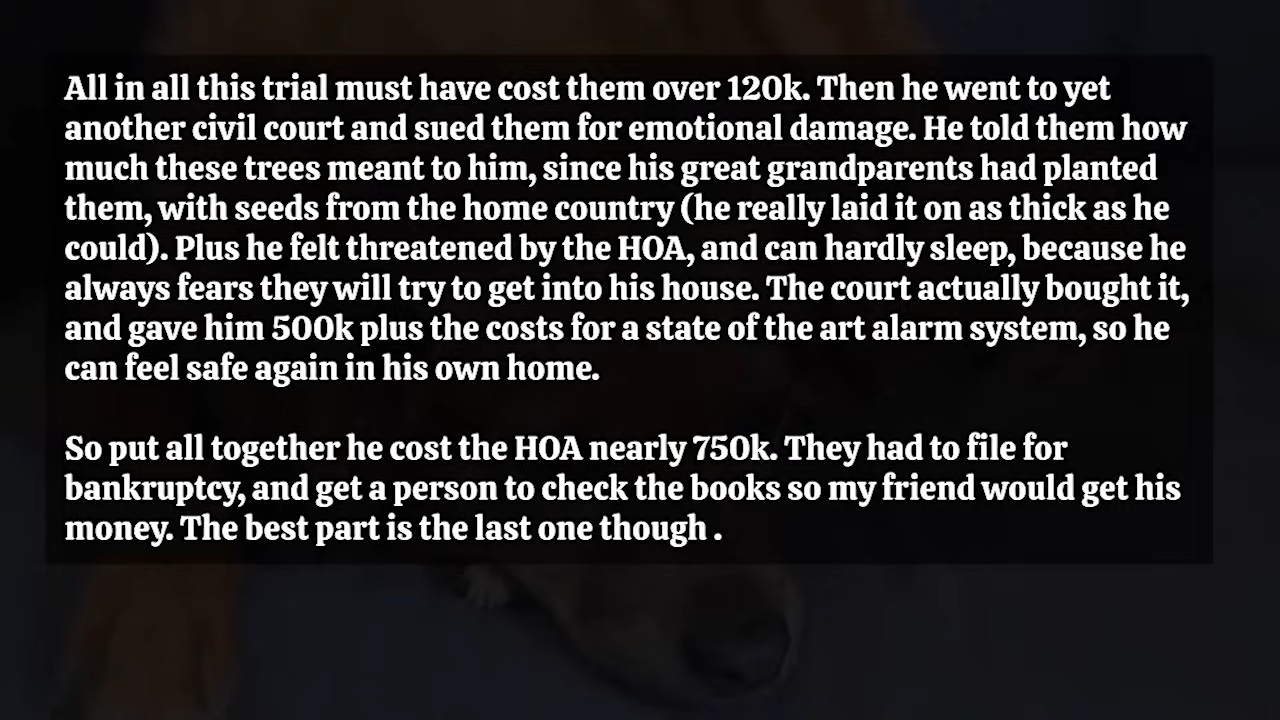 All in all this trial must have cost them over 120k. Then he went to yet
another civil court and sued them for emotional damage. He told them how
much these trees meant to him, since his great grandparents had planted
them, with seeds from the home country (he really laid it on as thick as he
could). Plus he felt threatened by the HOA, and can hardly sleep, because he
always fears they will try to get into his house. The court actually bought it,
and gave him 500k plus the costs for a state of the art alarm system, so he
can feel safe again in his own home.
So put all together he cost the HOA nearly 750k. They had to file for
bankruptcy, and get a person to check the books so my friend would get his
money. The best part is the last one though .